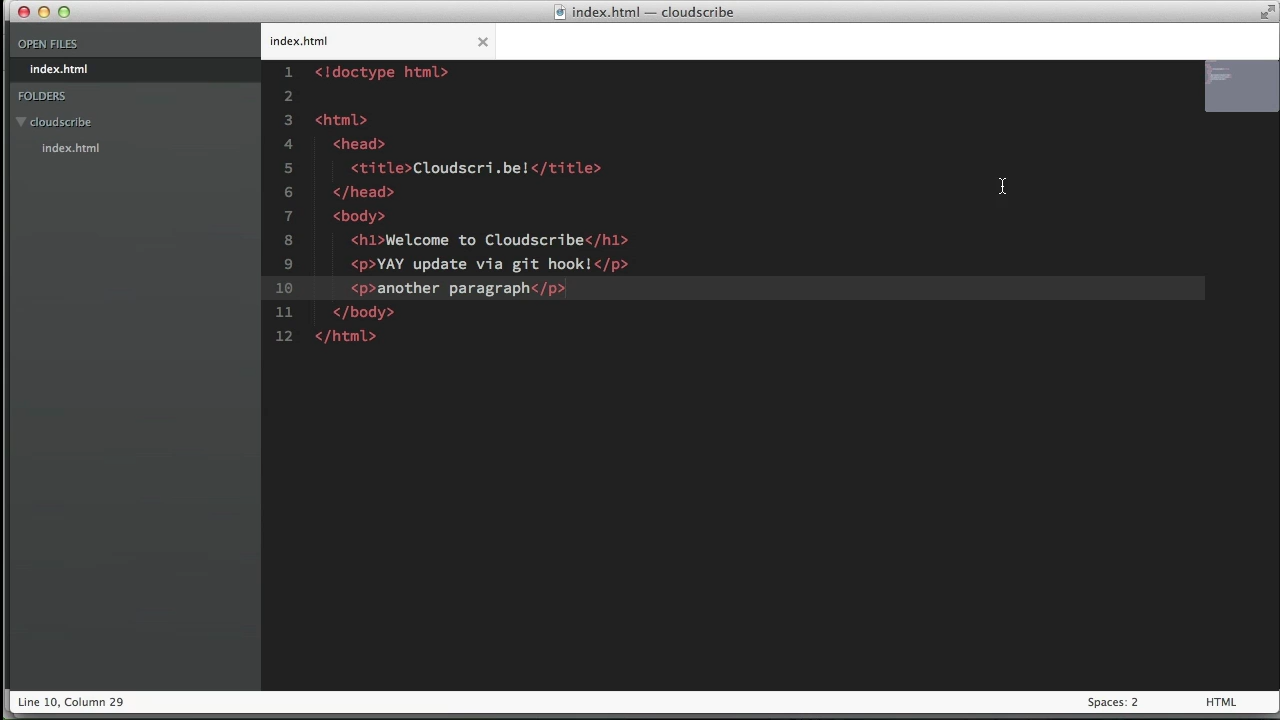 index.html — cloudscribe
OPEN FILES
index.html
FOLDERS
cloudscribe
index.html
index.html
1 <!doctype html>
2
3 <html>
4 <head>
5 <title>Cloudscri.be!</title>
6 </head>
7 <body>
8 <h1>Welcome to Cloudscribe</h1>
9 <p>YAY update via git hook!</p>
10 <p>another paragraph</p>
11 </body>
12 </html>
Line 10, Column 29
Spaces: 2
HTML